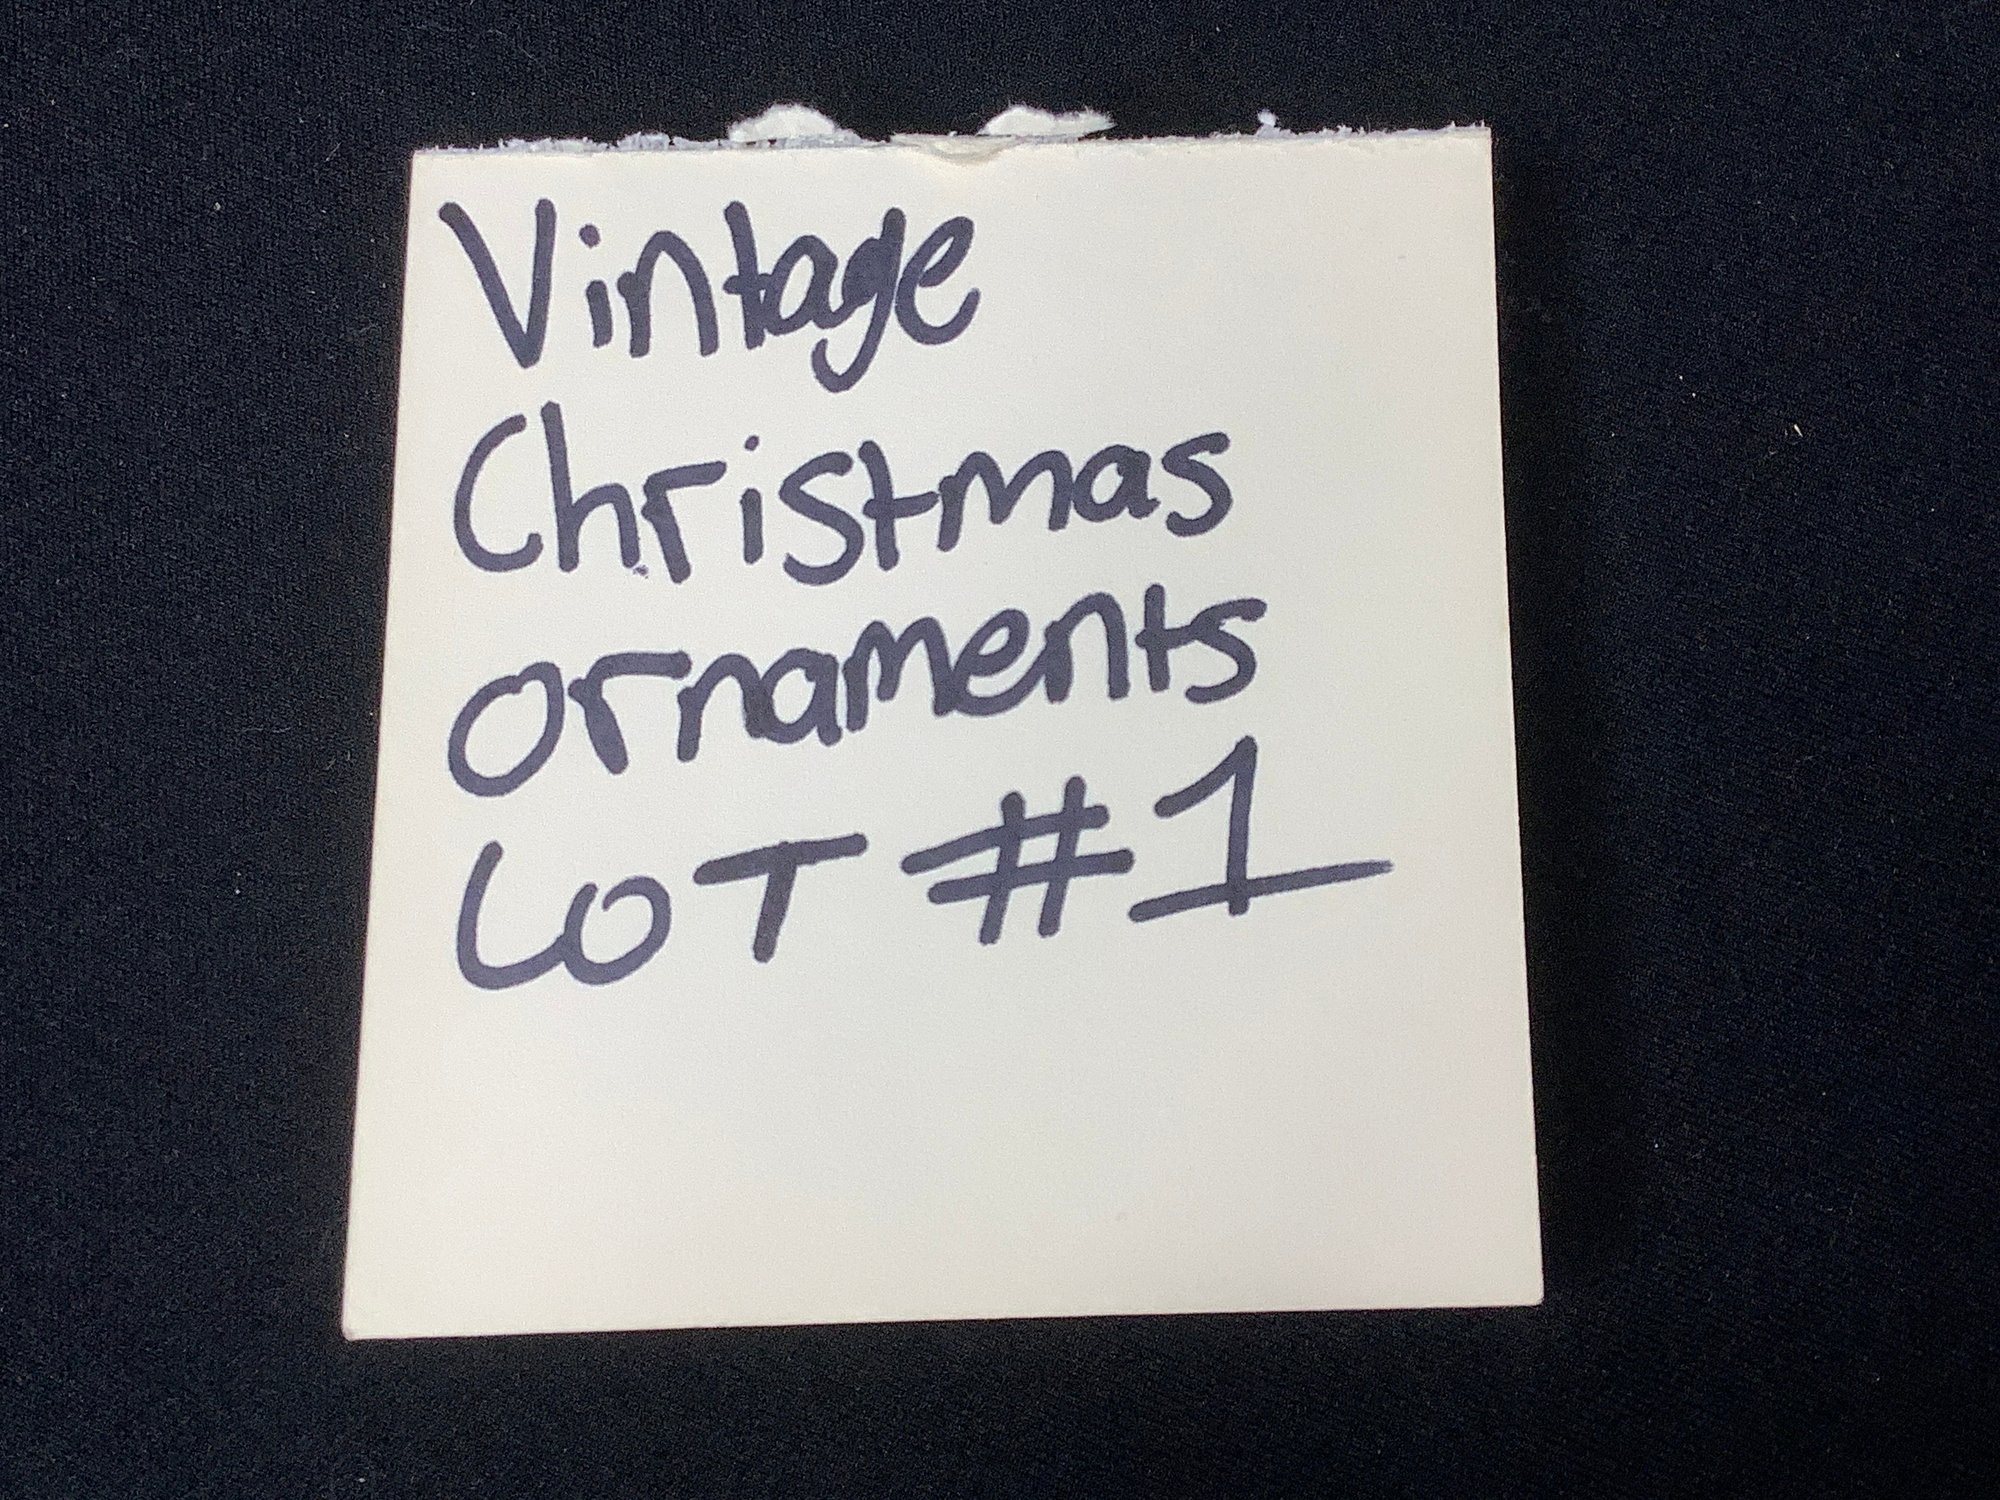 Vintage
Christmas
ornaments
LOT #1